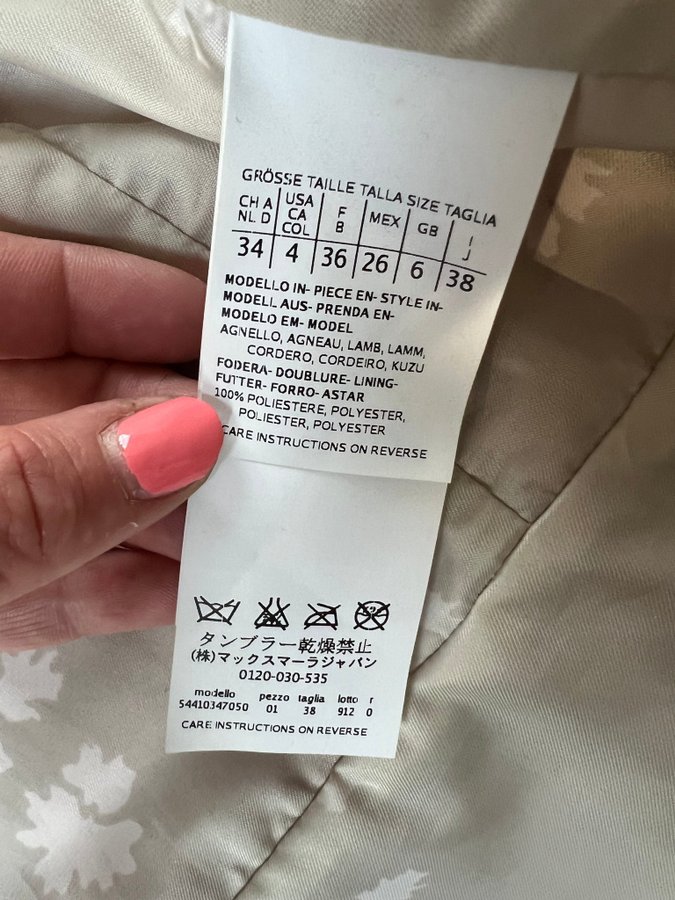 GRÖSSE TAILLE TALLA SIZE TAGLIA
CH A NL D USA CA COL F B MEX GB I J
34 4 36 26 6 38
MODELLO IN- PIECE EN- STYLE IN-
MODELL AUS- PRENDA EN-
MODELO EM- MODEL
AGNELLO, AGNEAU, LAMB, LAMM,
CORDERO, CORDEIRO, KUZU
FODERA- DOUBLURE- LINING-
FUTTER- FORRO- ASTAR
100% POLIESTERE, POLYESTER,
POLIESTER, POLYESTER
CARE INSTRUCTIONS ON REVERSE
タンブラー乾燥禁止
(株)マックスマーラジャパン
0120-030-535
modello pezzo taglia lotto r
54410347050 01 38 912 0
CARE INSTRUCTIONS ON REVERSE